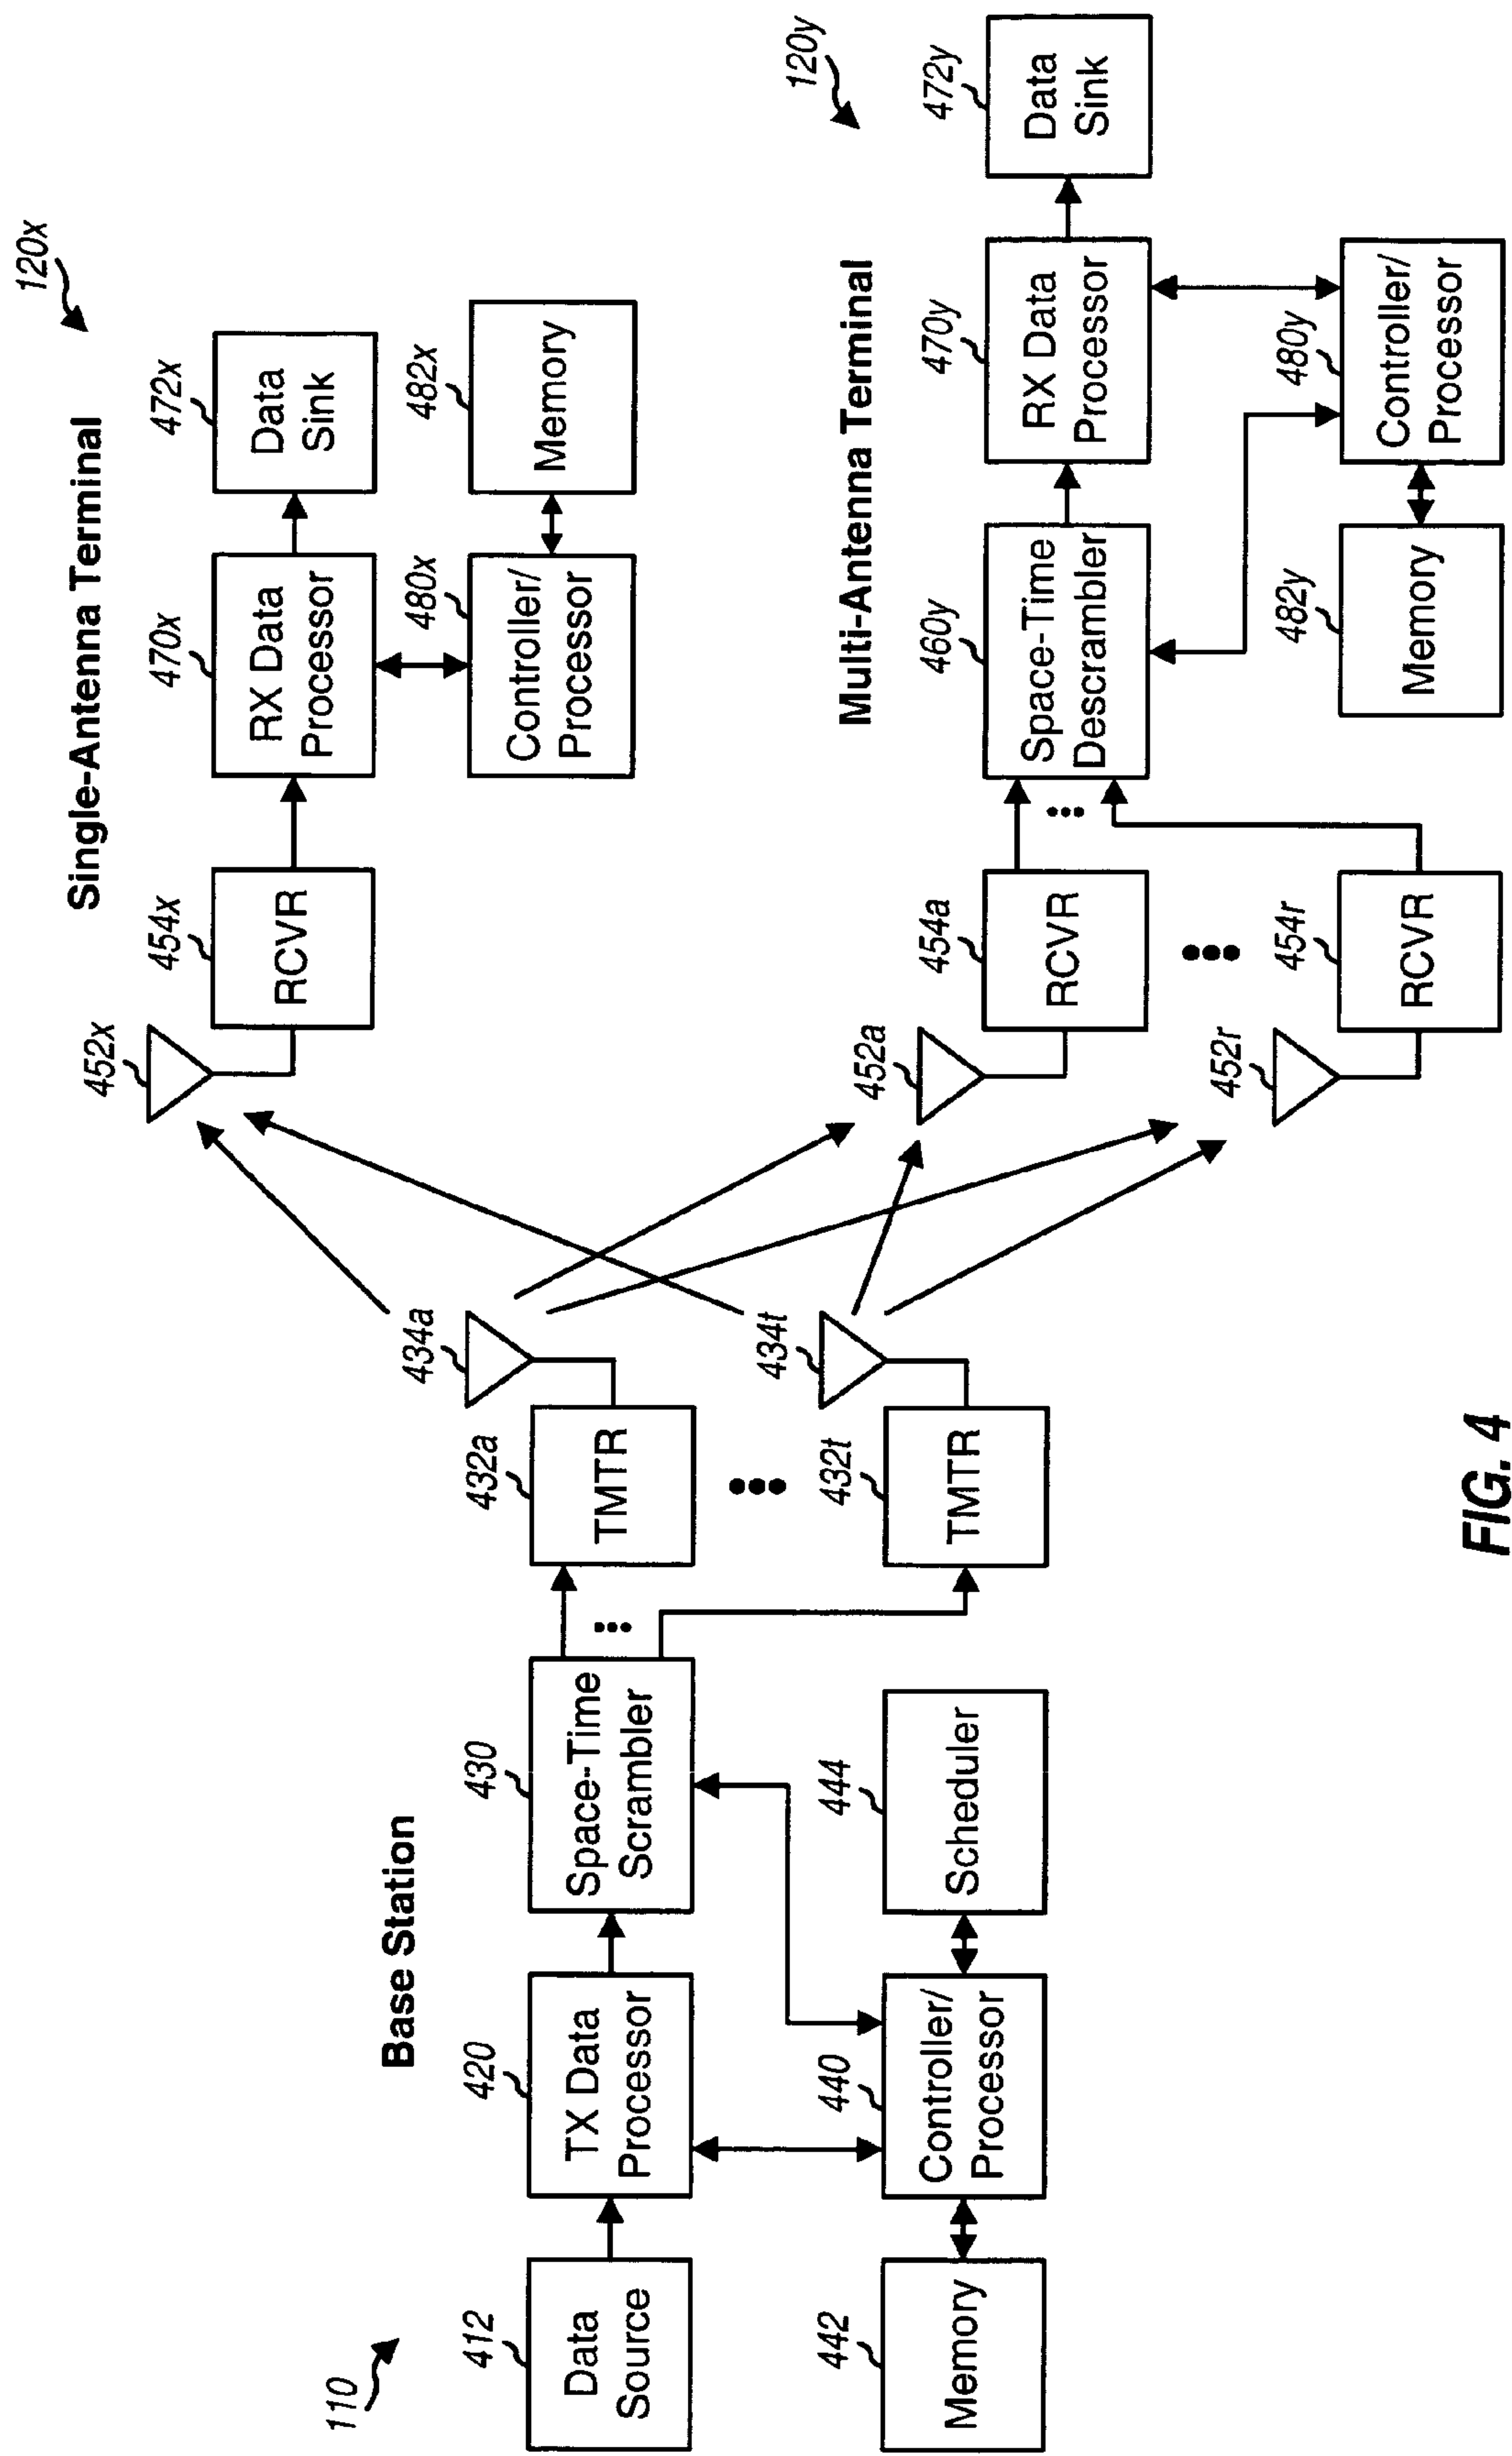 110
Base Station
412
Data
Source
420
TX Data
Processor
430
Space-Time
Scrambler
432a
TMTR
434a
432t
TMTR
434t
442
Memory
440
Controller/
Processor
444
Scheduler
120x
Single-Antenna Terminal
452x
454x
RCVR
470x
RX Data
Processor
472x
Data
Sink
480x
Controller/
Processor
482x
Memory
120y
Multi-Antenna Terminal
452a
454a
RCVR
452r
454r
RCVR
460y
Space-Time
Descrambler
470y
RX Data
Processor
472y
Data
Sink
482y
Memory
480y
Controller/
Processor
FIG. 4